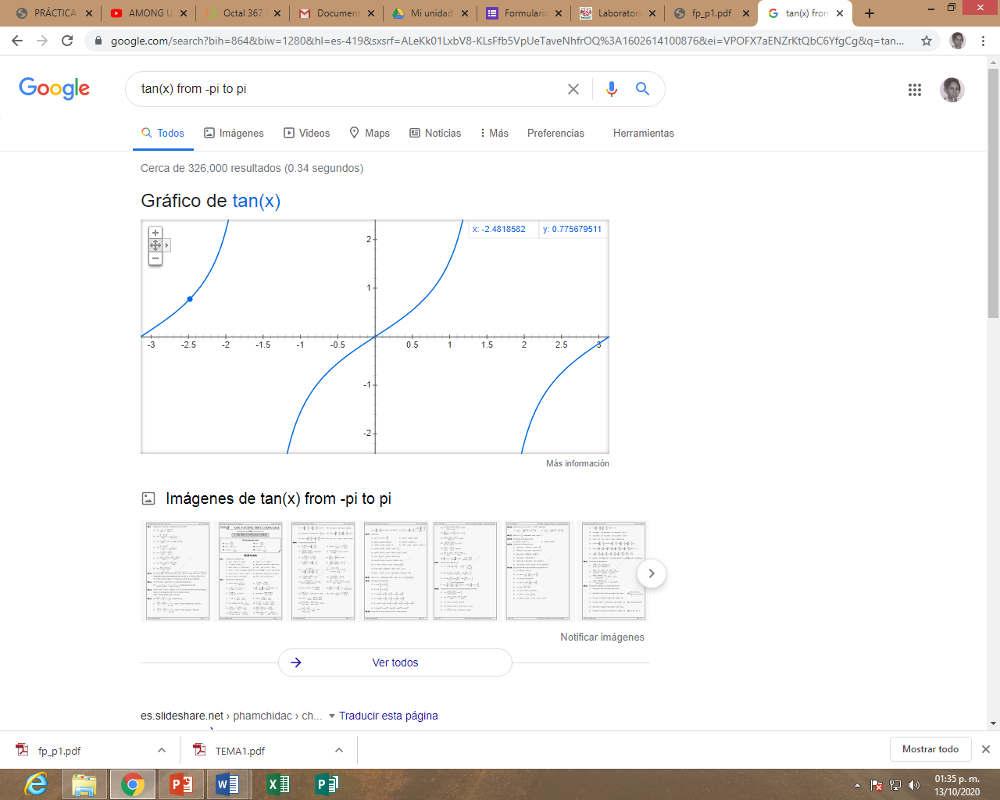 PRÁCTICA
AMONG U
Octal 367
Document
Mi unidad
Formulario
Laboratori
fp_p1.pdf
tan(x) from
google.com/search?bih=864&biw=1280&hl=es-419&sxsrf=ALeKk01LxbV8-KLsFfb5VpUeTaveNhfrOQ%3A1602614100876&ei=VPOFX7aENZrKtQbC6YfgCg&q=tan...
Google
tan(x) from -pi to pi
Todos
Imágenes
Videos
Maps
Noticias
Más
Preferencias
Herramientas
Cerca de 326,000 resultados (0.34 segundos)
Gráfico de tan(x)
x: -2.4818582
y: 0.775679511
2
1
-3
-2.5
-2
-1.5
-1
-0.5
0.5
1
1.5
2
2.5
3
-1
-2
Más información
Imágenes de tan(x) from -pi to pi
Notificar imágenes
Ver todos
es.slideshare.net › phamchidac › ch... Traducir esta página
fp_p1.pdf
TEMA1.pdf
Mostrar todo
01:35 p. m.
13/10/2020